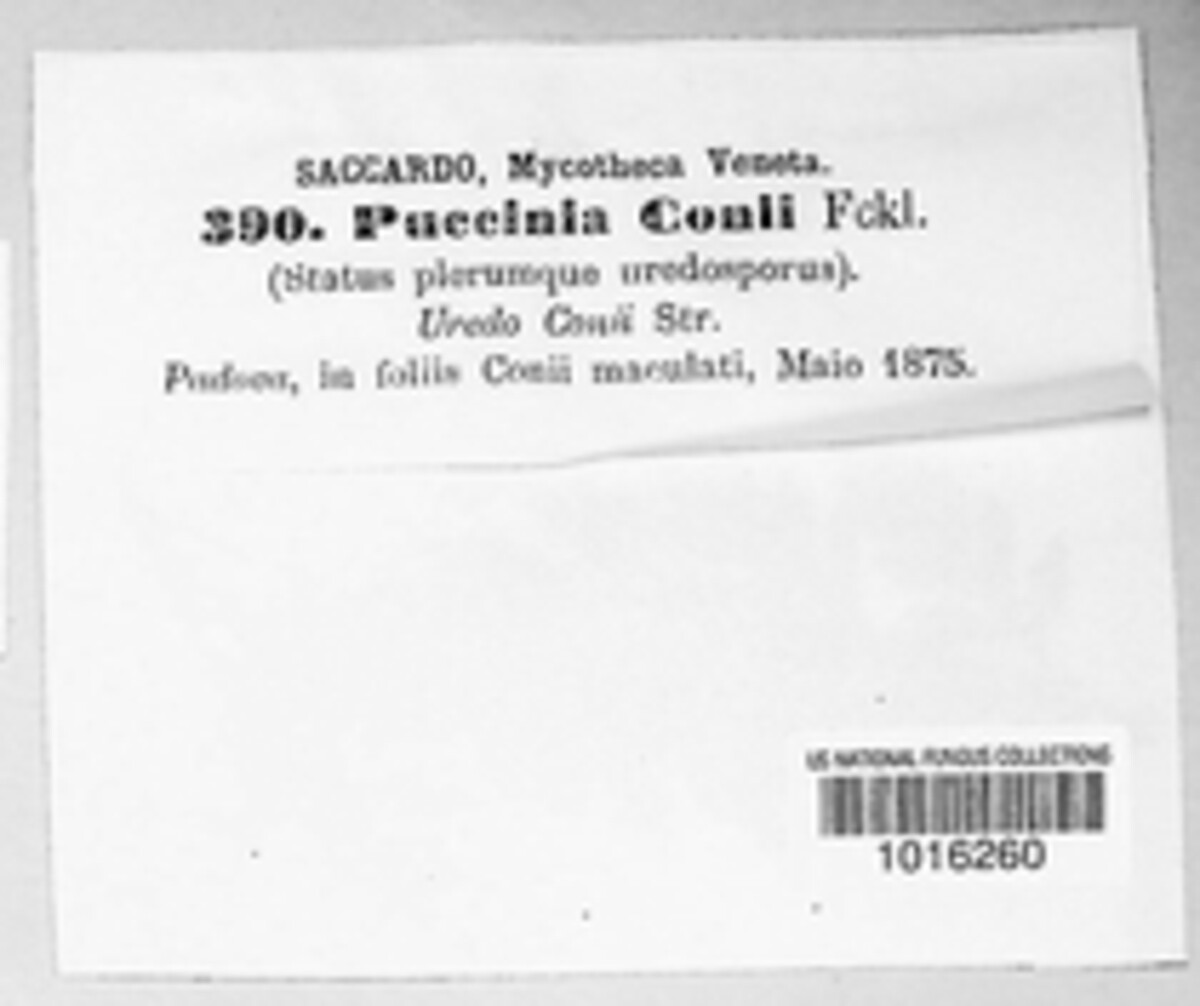 SACCARDO, Mycotheca Veneta.
390. Puccinia Conii Fckl.
(Status plerumque uredosporus).
Uredo Conii Str.
Padova, in foliis Conii maculati, Maio 1875.
US NATIONAL FUNGUS COLLECTIONS
1016260